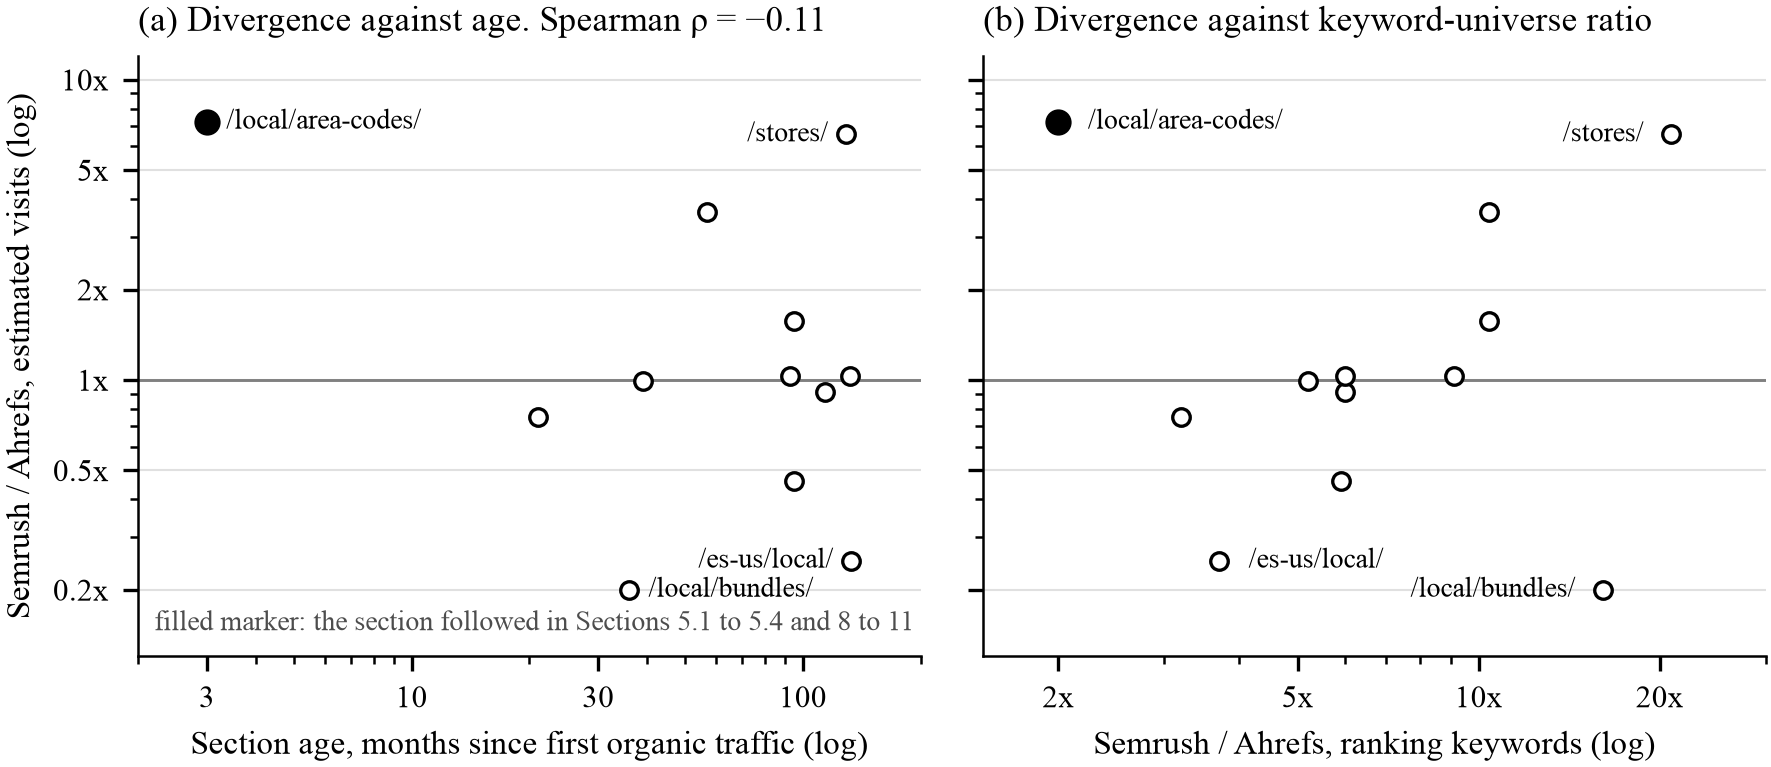 (a) Divergence against age. Spearman ρ = −0.11
Semrush / Ahrefs, estimated visits (log)
10x
5x
2x
1x
0.5x
0.2x
/local/area-codes/
/stores/
/es-us/local/
/local/bundles/
filled marker: the section followed in Sections 5.1 to 5.4 and 8 to 11
3
10
30
100
Section age, months since first organic traffic (log)
(b) Divergence against keyword-universe ratio
/local/area-codes/
/stores/
/es-us/local/
/local/bundles/
2x
5x
10x
20x
Semrush / Ahrefs, ranking keywords (log)